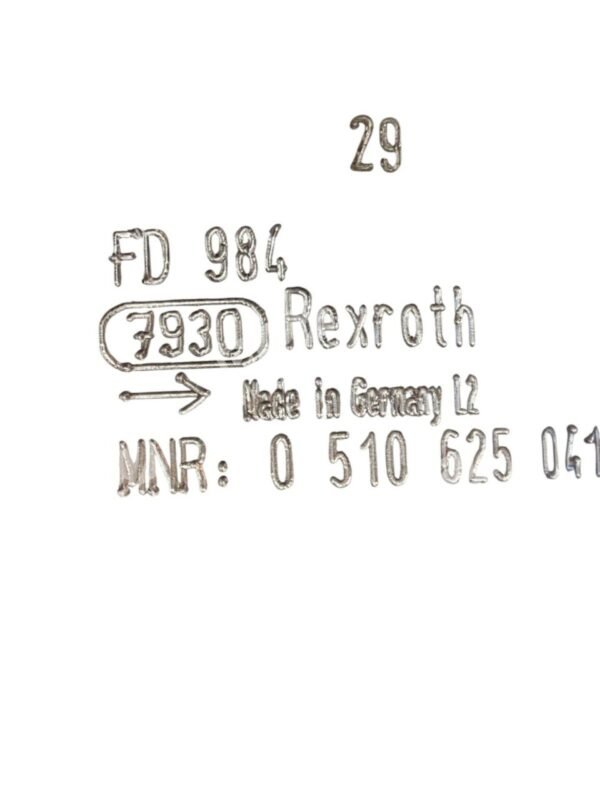 29
FD 984
7930 Rexroth
→ Made in Germany L2
MNR: 0 510 625 041